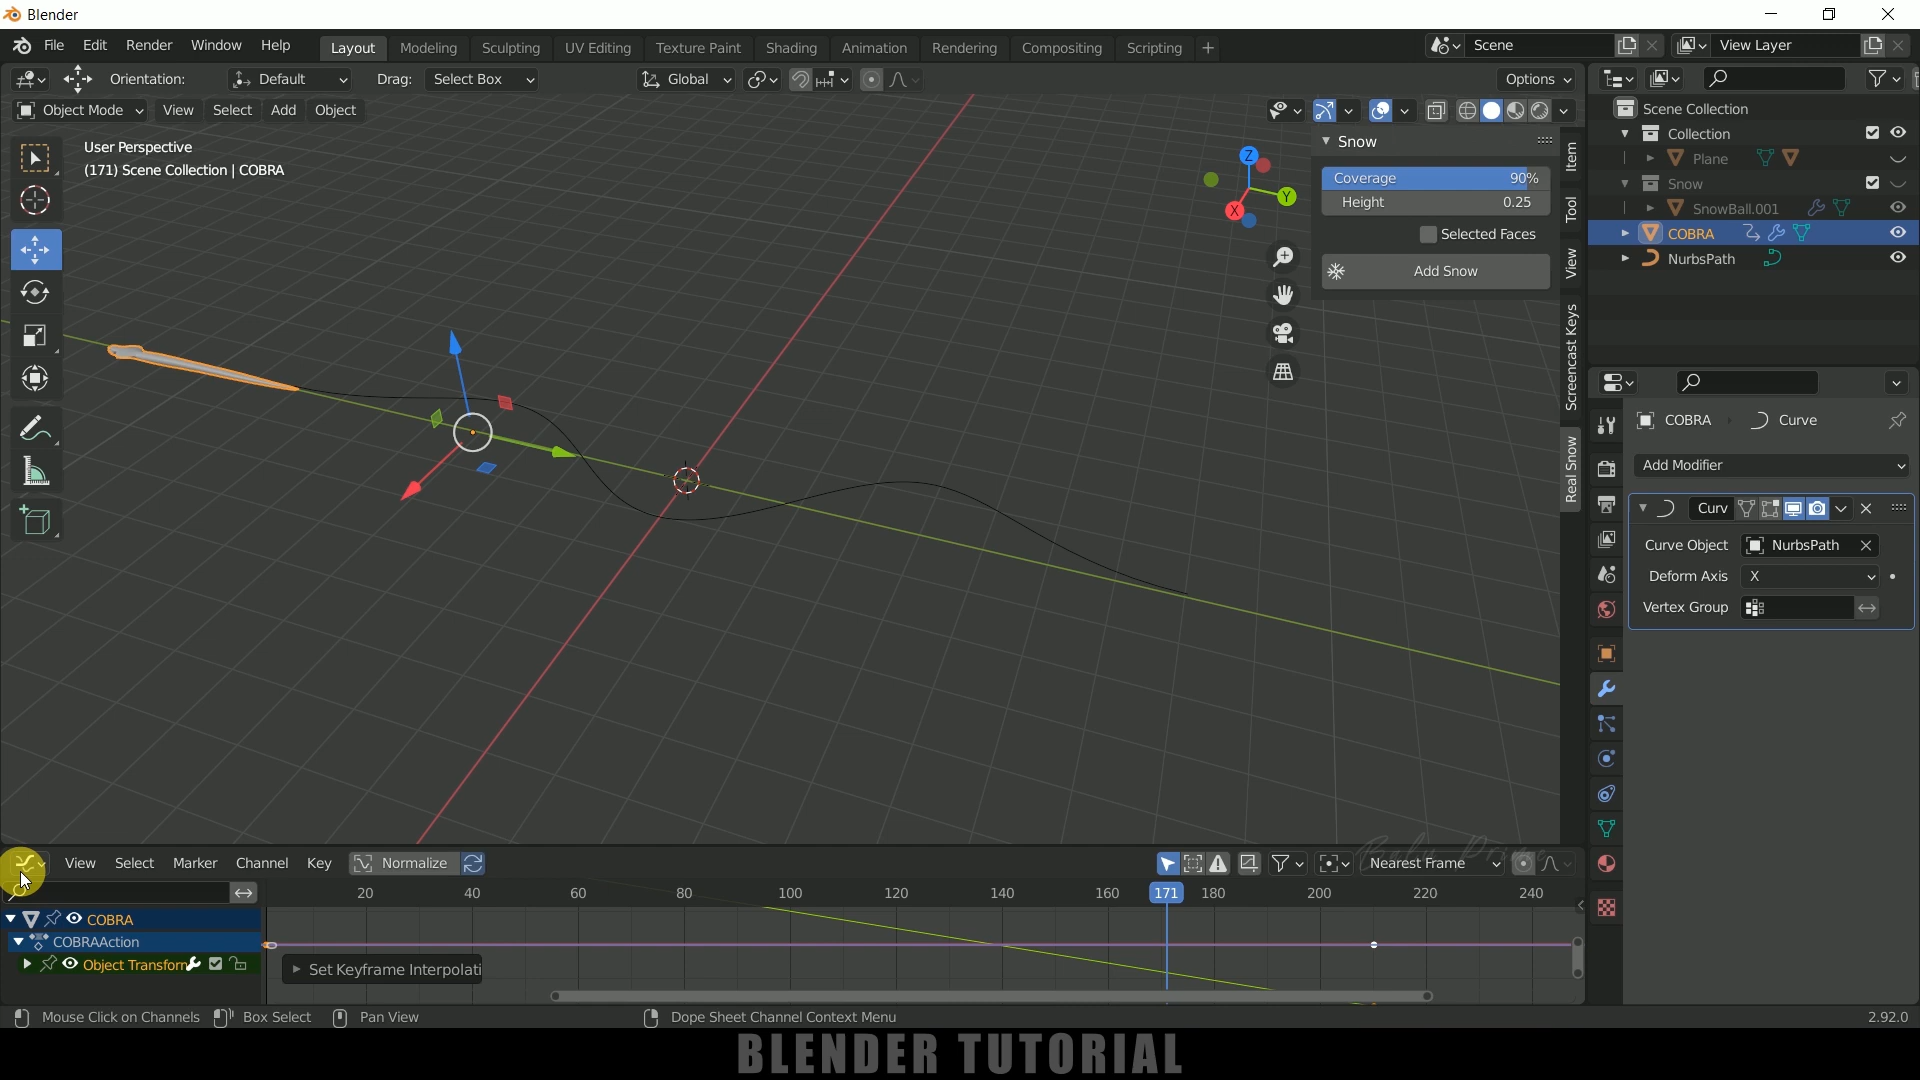 Blender
File Edit Render Window Help Layout Modeling Sculpting UV Editing Texture Paint Shading Animation Rendering Compositing Scripting + Scene View Layer
Orientation: Default Drag: Select Box Global Options
Object Mode View Select Add Object
User Perspective
(171) Scene Collection | COBRA
Z
Y
X
Snow
Coverage 90%
Height 0.25
Selected Faces
Add Snow
Item
Tool
View
Screencast Keys
Real Snow
Scene Collection
Collection
Plane
Snow
SnowBall.001
COBRA
NurbsPath
COBRA Curve
Add Modifier
Curv
Curve Object NurbsPath
Deform Axis X
Vertex Group
View Select Marker Channel Key Normalize Nearest Frame
20 40 60 80 100 120 140 160 171 180 200 220 240
COBRA
COBRAAction
Object Transform
Set Keyframe Interpolati
Mouse Click on Channels Box Select Pan View Dope Sheet Channel Context Menu 2.92.0
BLENDER TUTORIAL